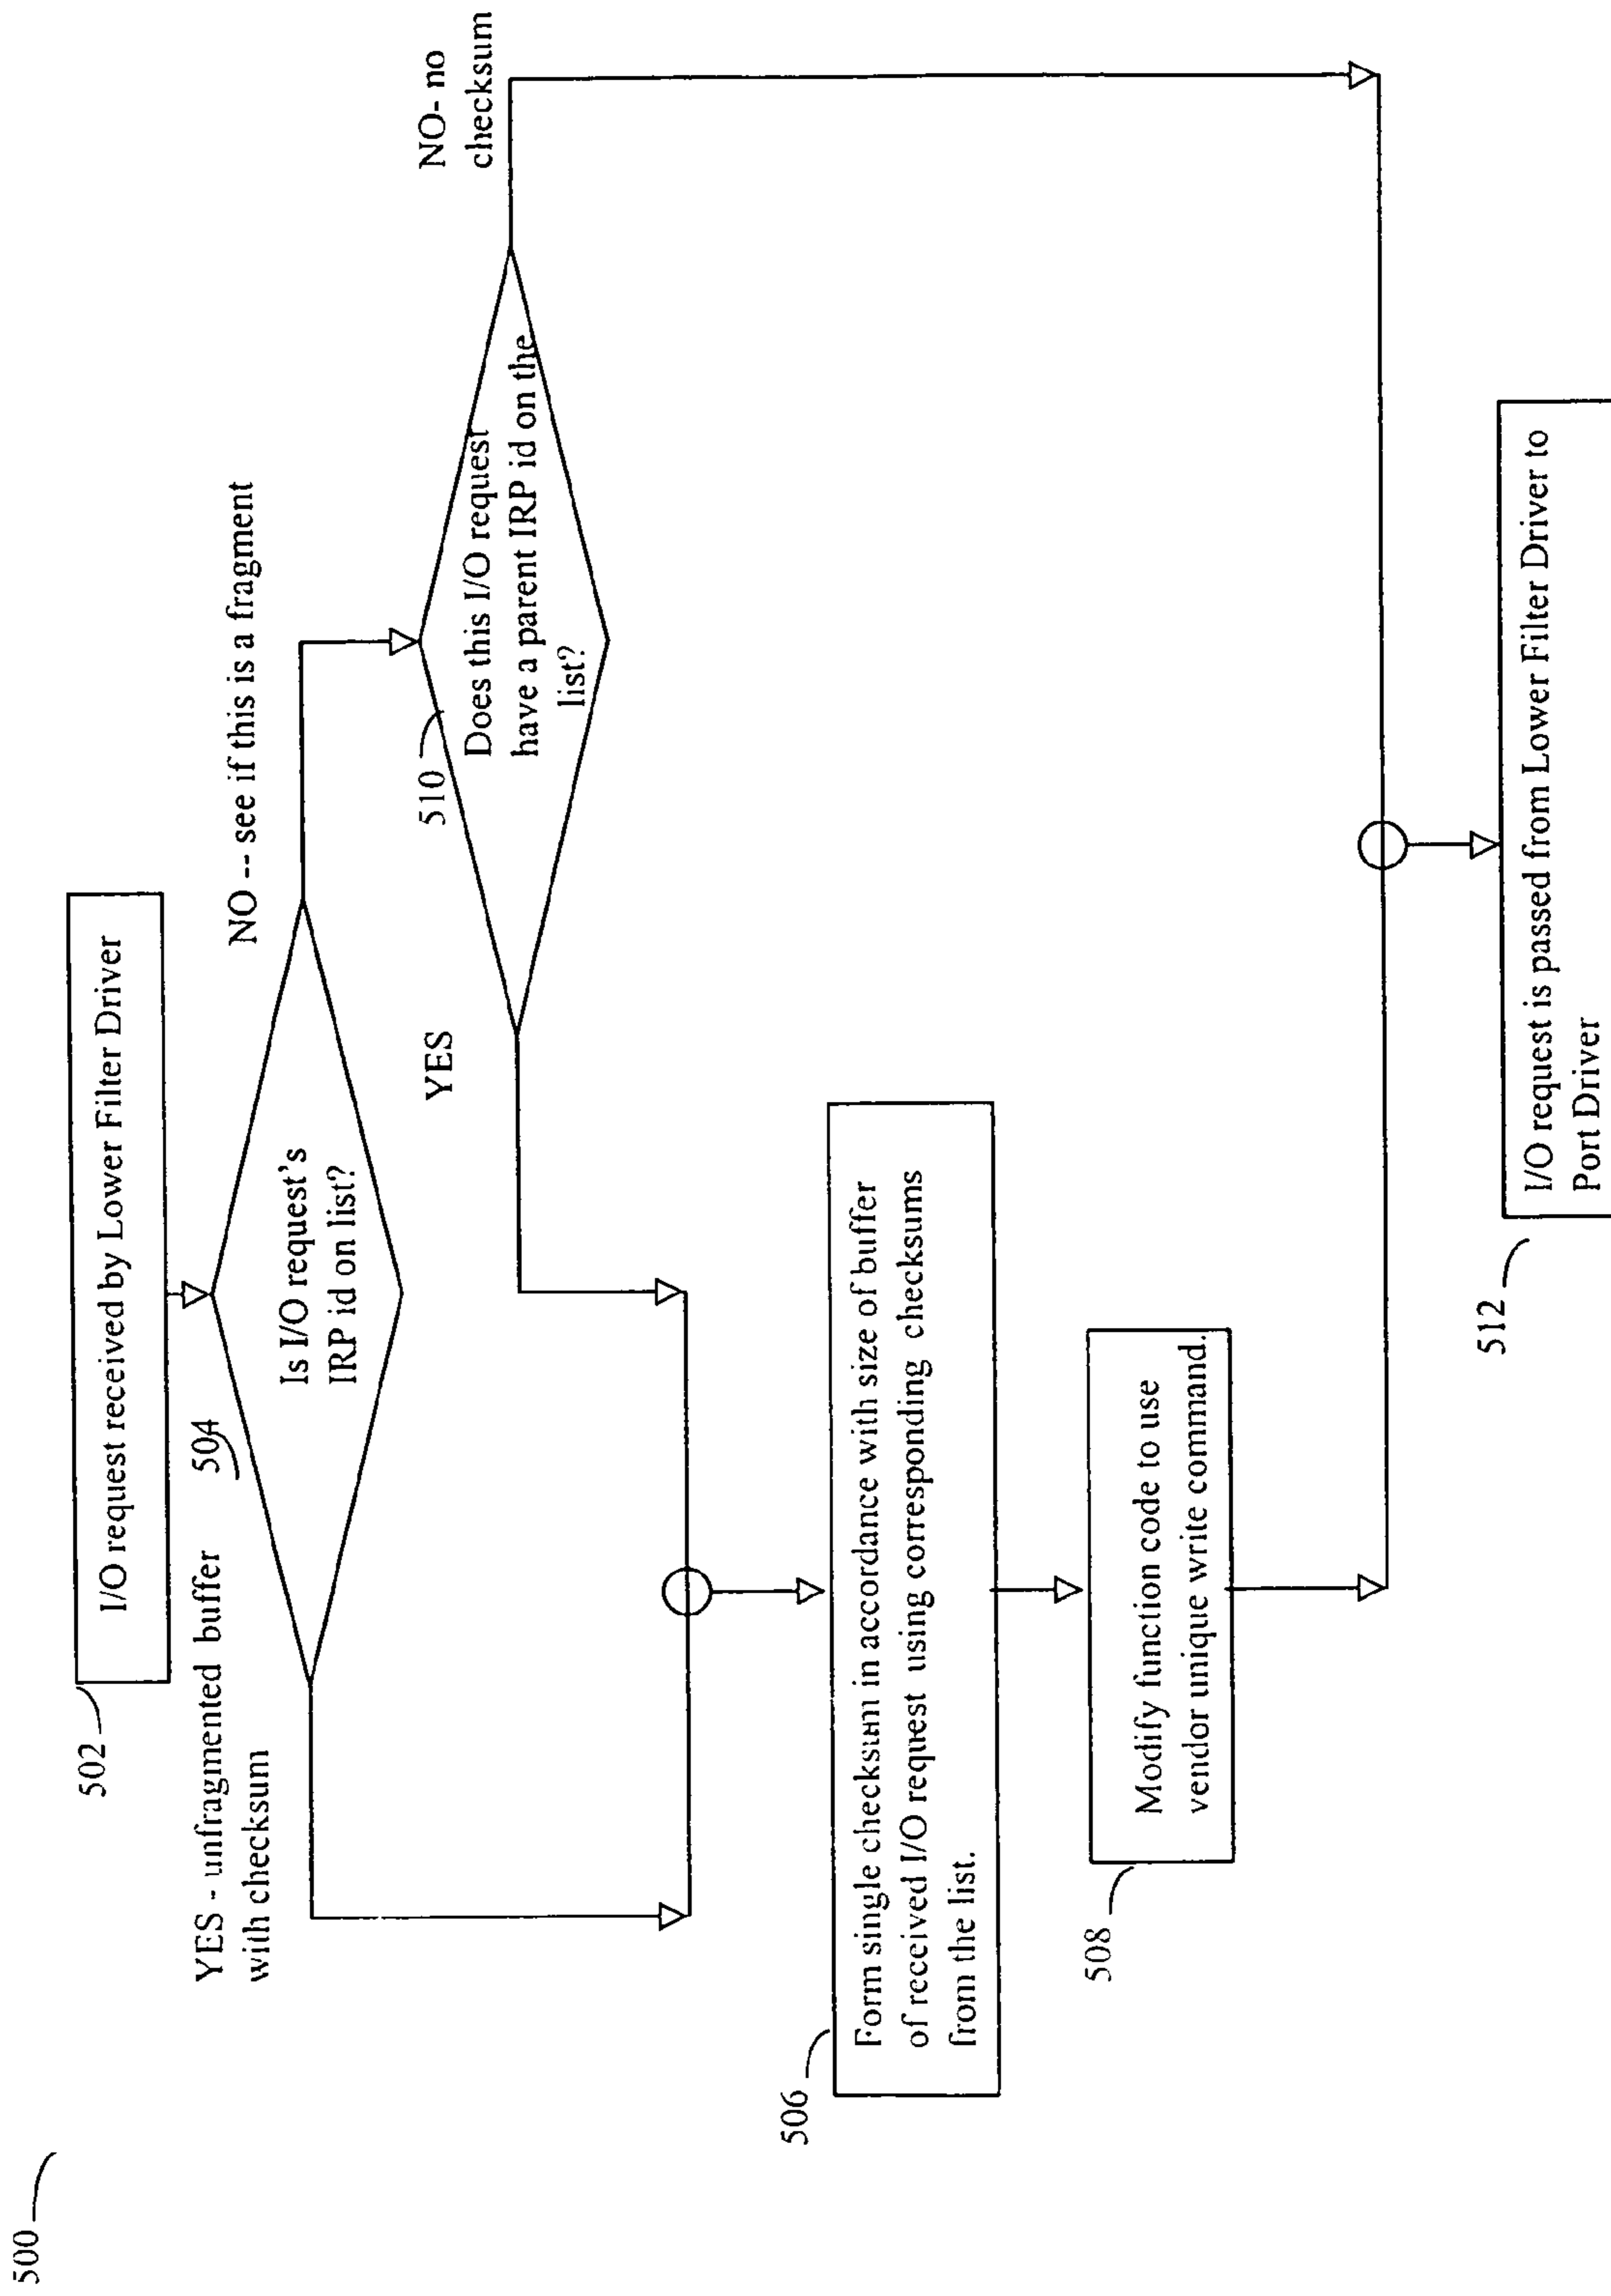 500
502
I/O request received by Lower Filter Driver
YES - unfragmented buffer
with checksum
504
NO -- see if this is a fragment
Is I/O request's
IRP id on list?
510
NO- no
checksum
Does this I/O request
have a parent IRP id on the
list?
YES
506
Form single checksum in accordance with size of buffer
of received I/O request using corresponding checksums
from the list.
508
Modify function code to use
vendor unique write command.
512
I/O request is passed from Lower Filter Driver to
Port Driver